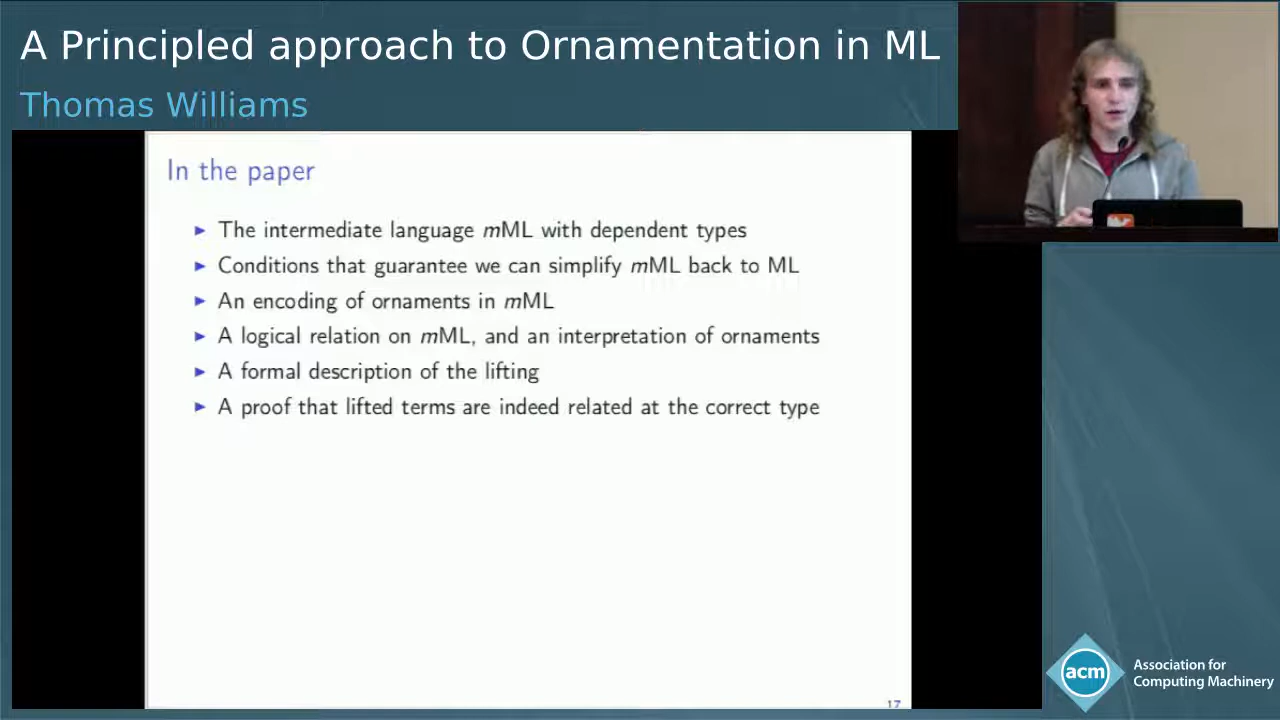 A Principled approach to Ornamentation in ML
Thomas Williams
In the paper
▶ The intermediate language mML with dependent types
▶ Conditions that guarantee we can simplify mML back to ML
▶ An encoding of ornaments in mML
▶ A logical relation on mML, and an interpretation of ornaments
▶ A formal description of the lifting
▶ A proof that lifted terms are indeed related at the correct type
17
acm
Association for
Computing Machinery